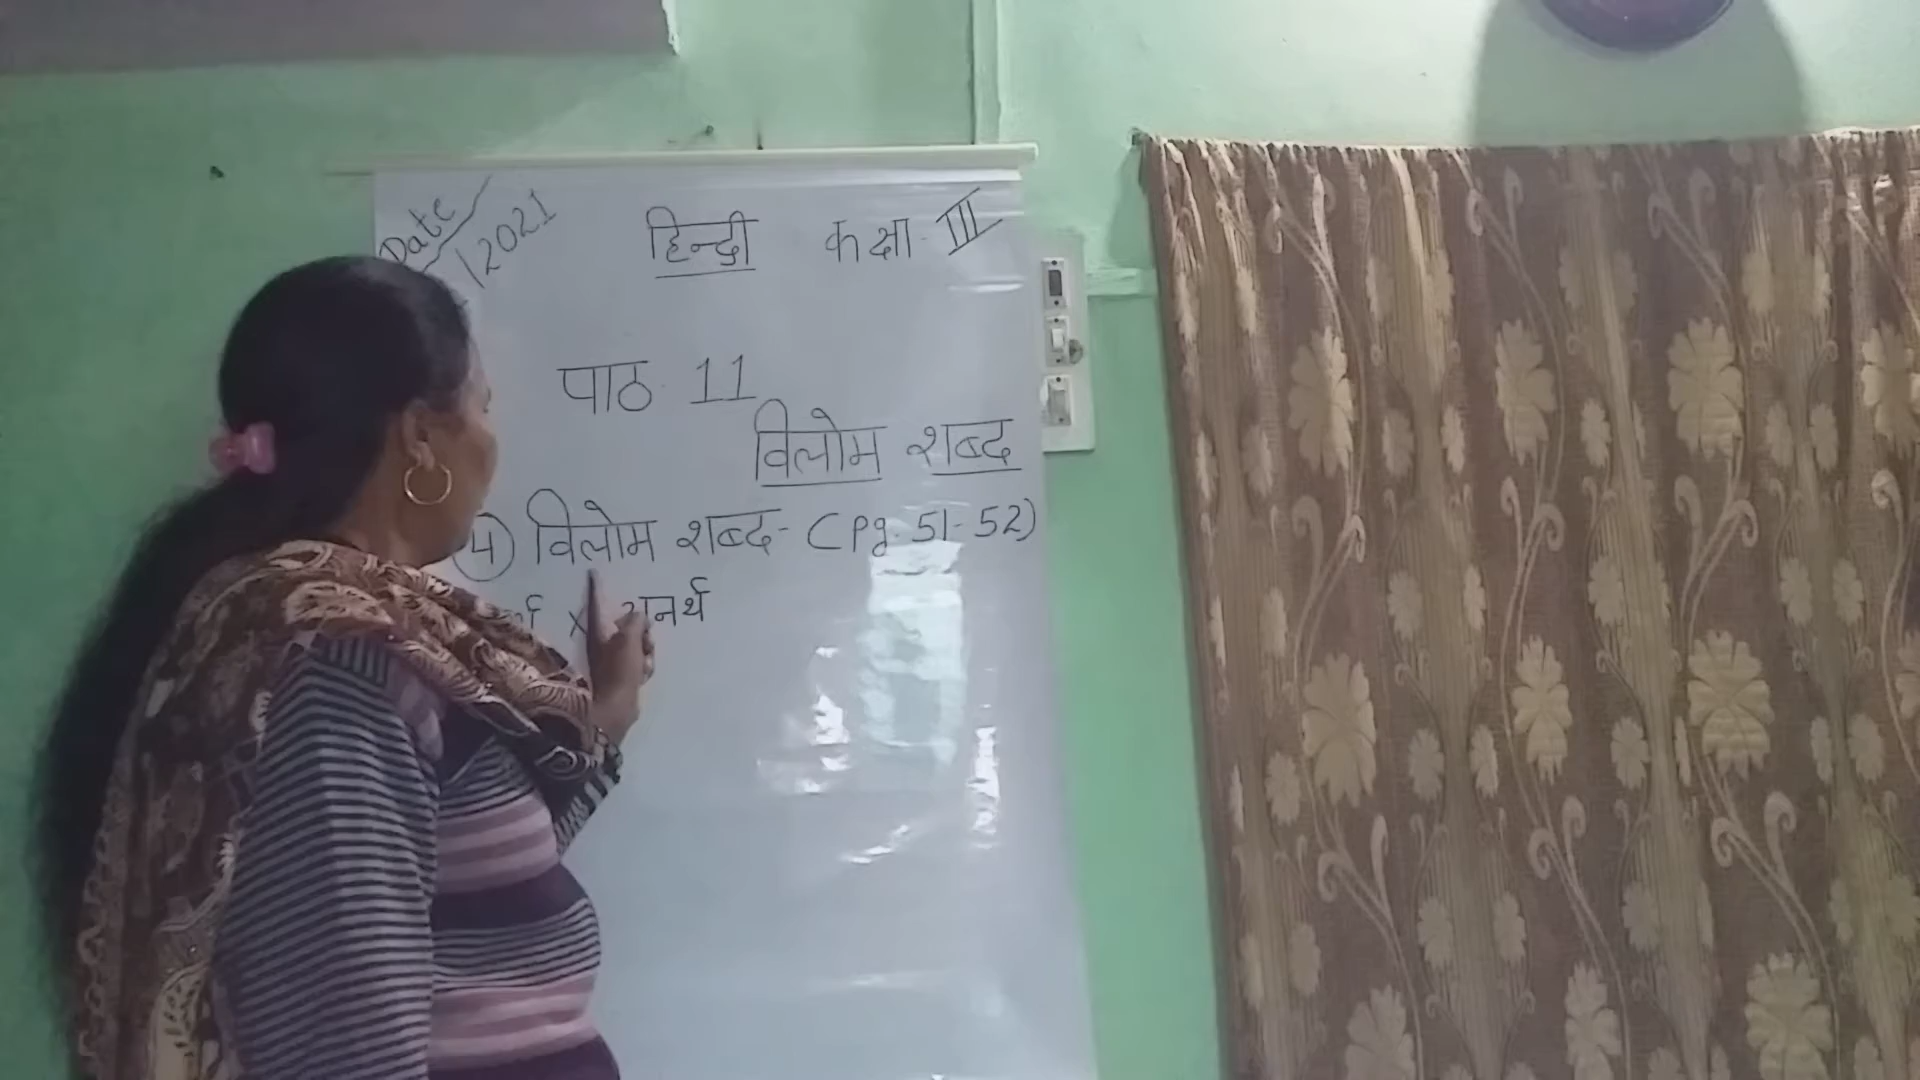 Date
/2021
हिन्दी कक्षा- III
पाठ- 11
विलोम शब्द
4) विलोम शब्द- (Pg. 51-52)
x अनर्थ